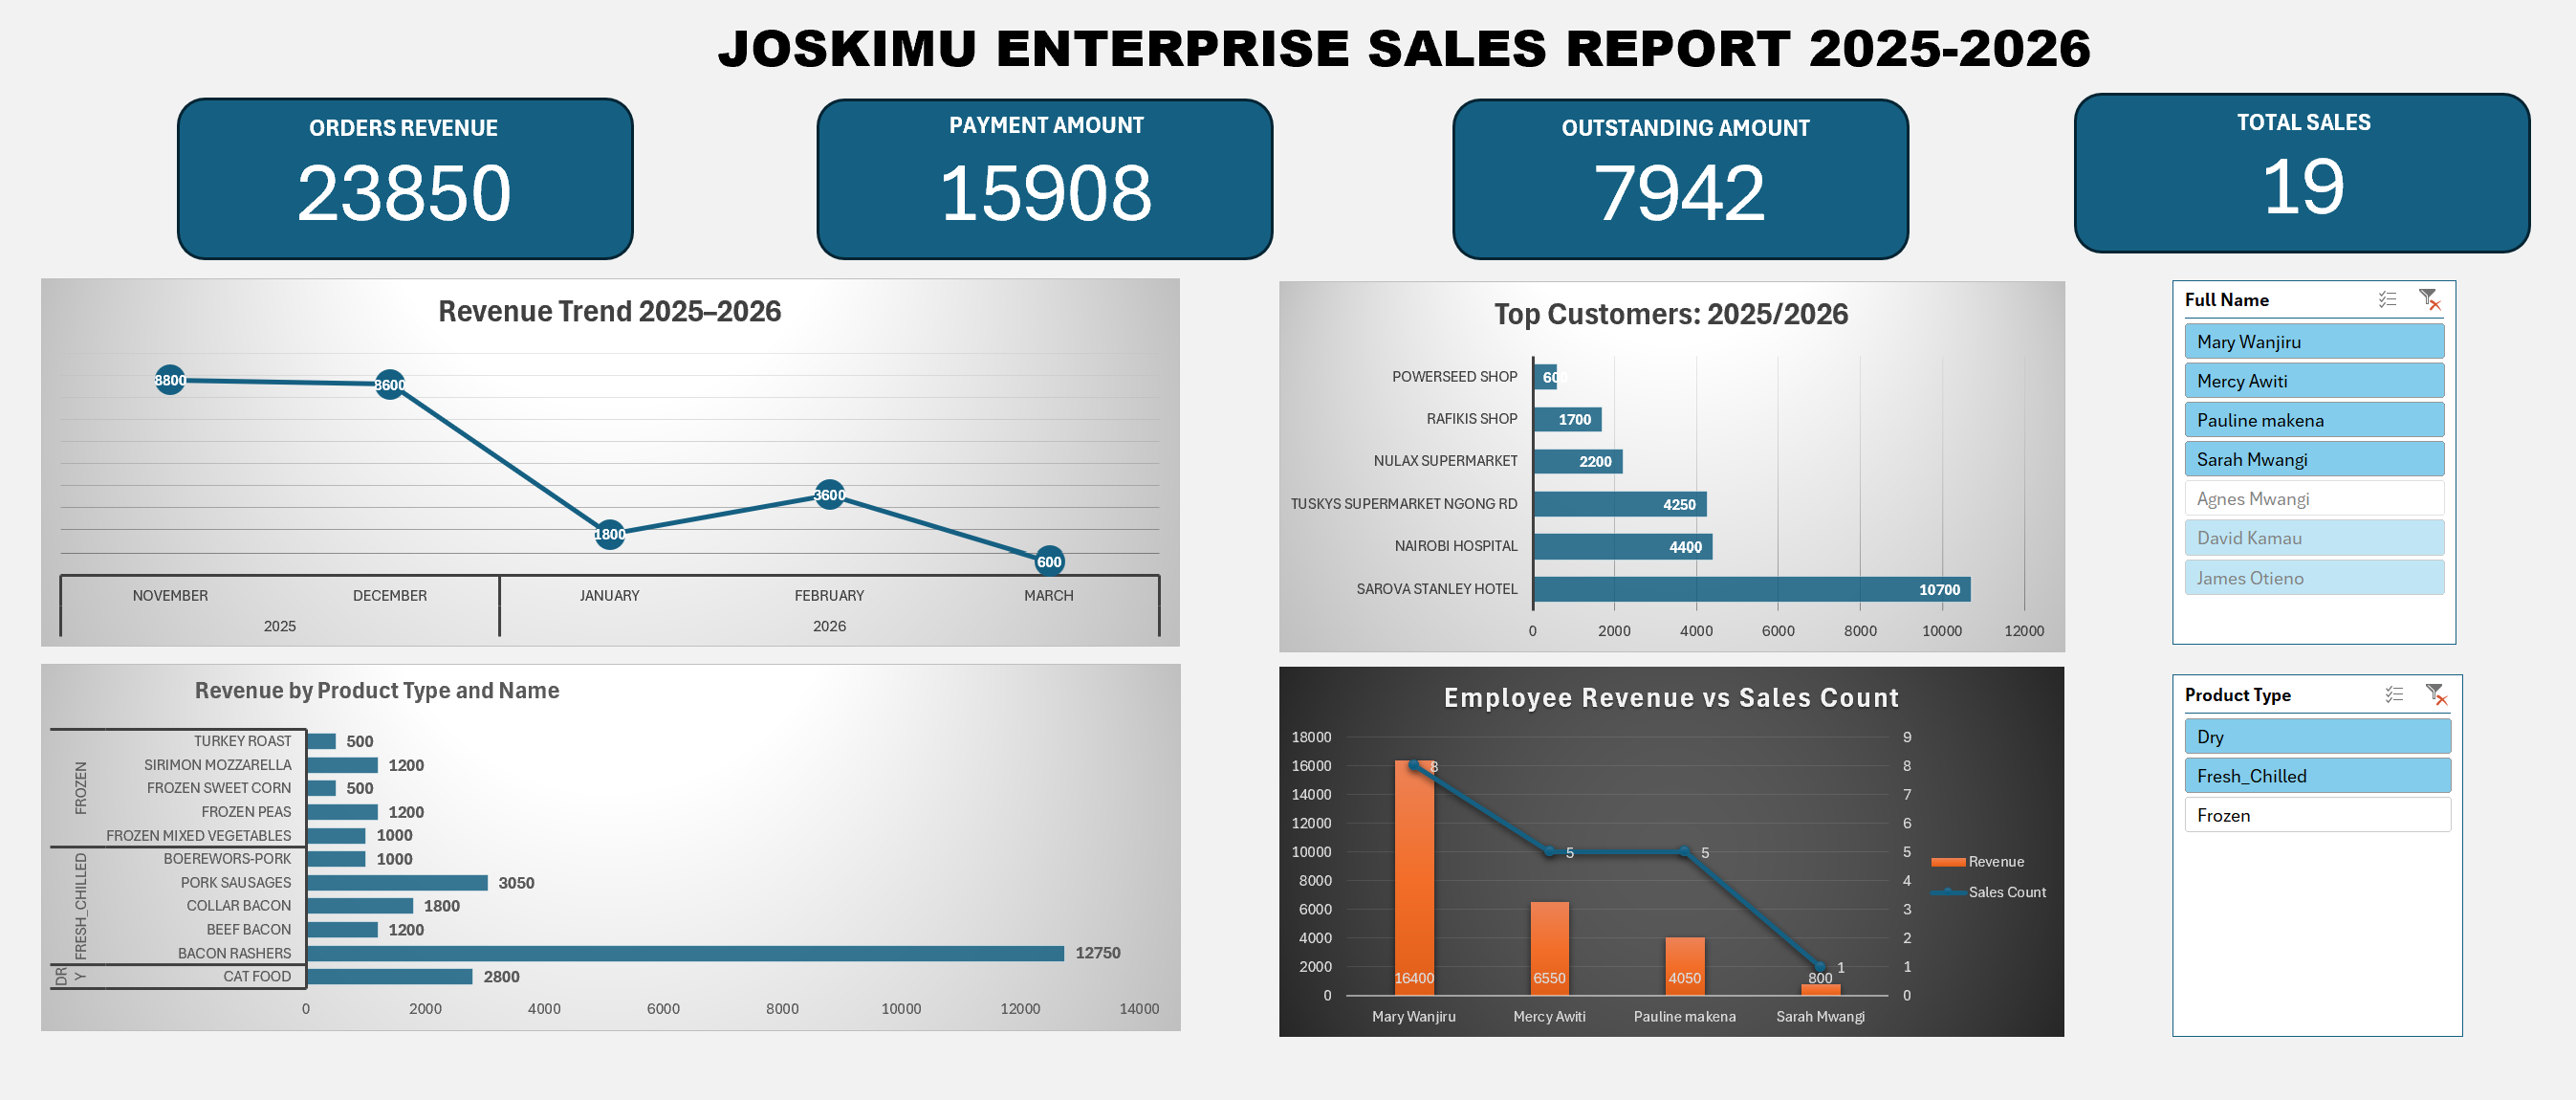 JOSKIMU ENTERPRISE SALES REPORT 2025-2026
ORDERS REVENUE
23850
PAYMENT AMOUNT
15908
OUTSTANDING AMOUNT
7942
TOTAL SALES
19
Revenue Trend 2025–2026
8800
8600
1800
3600
600
NOVEMBER DECEMBER JANUARY FEBRUARY MARCH
2025 2026
Top Customers: 2025/2026
POWERSEED SHOP 600
RAFIKIS SHOP 1700
NULAX SUPERMARKET 2200
TUSKYS SUPERMARKET NGONG RD 4250
NAIROBI HOSPITAL 4400
SAROVA STANLEY HOTEL 10700
0 2000 4000 6000 8000 10000 12000
Full Name
Mary Wanjiru
Mercy Awiti
Pauline makena
Sarah Mwangi
Agnes Mwangi
David Kamau
James Otieno
Revenue by Product Type and Name
FROZEN
TURKEY ROAST 500
SIRIMON MOZZARELLA 1200
FROZEN SWEET CORN 500
FROZEN PEAS 1200
FROZEN MIXED VEGETABLES 1000
FRESH_CHILLED
BOEREWORS-PORK 1000
PORK SAUSAGES 3050
COLLAR BACON 1800
BEEF BACON 1200
BACON RASHERS 12750
DR
Y
CAT FOOD 2800
0 2000 4000 6000 8000 10000 12000 14000
Employee Revenue vs Sales Count
18000 9
16000 8
14000 7
12000 6
10000 5
8000 4
6000 3
4000 2
2000 1
0 0
8
5
5
1
16400 6550 4050 800
Mary Wanjiru Mercy Awiti Pauline makena Sarah Mwangi
Revenue
Sales Count
Product Type
Dry
Fresh_Chilled
Frozen